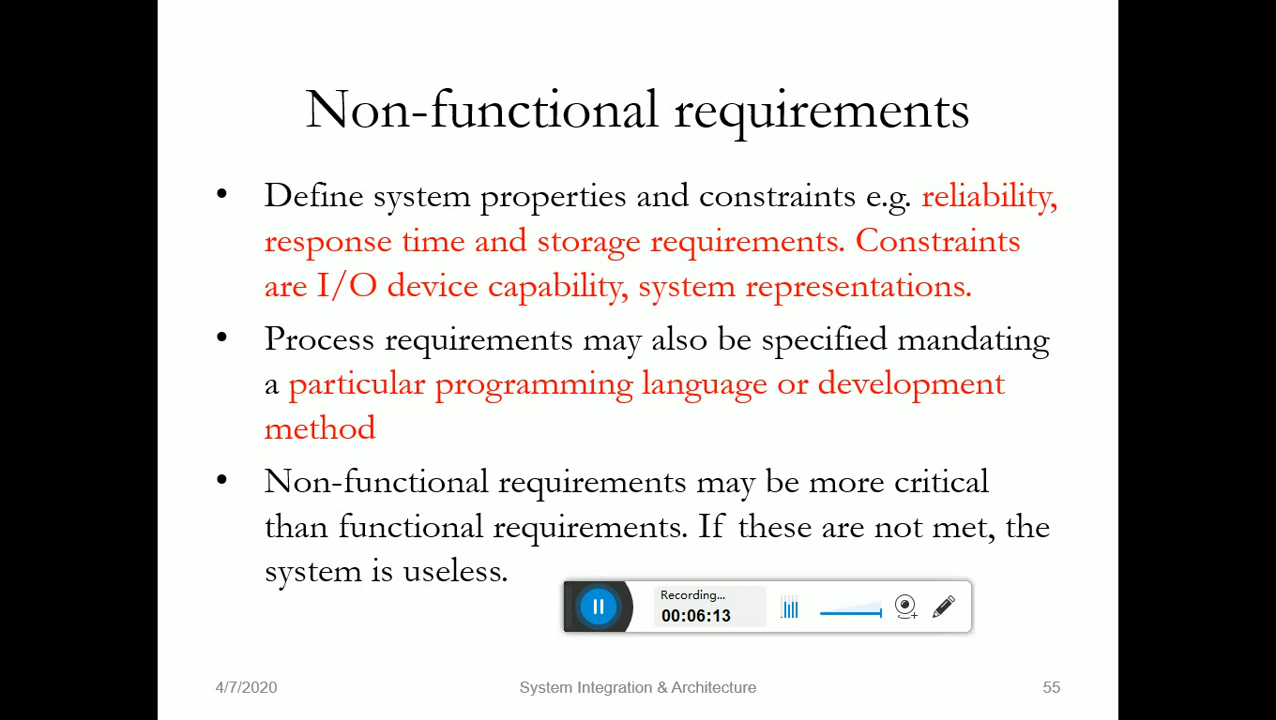 Non-functional requirements
• Define system properties and constraints e.g. reliability,
response time and storage requirements. Constraints
are I/O device capability, system representations.
• Process requirements may also be specified mandating
a particular programming language or development
method
• Non-functional requirements may be more critical
than functional requirements. If these are not met, the
system is useless.
Recording...
00:06:13
4/7/2020 System Integration & Architecture 55